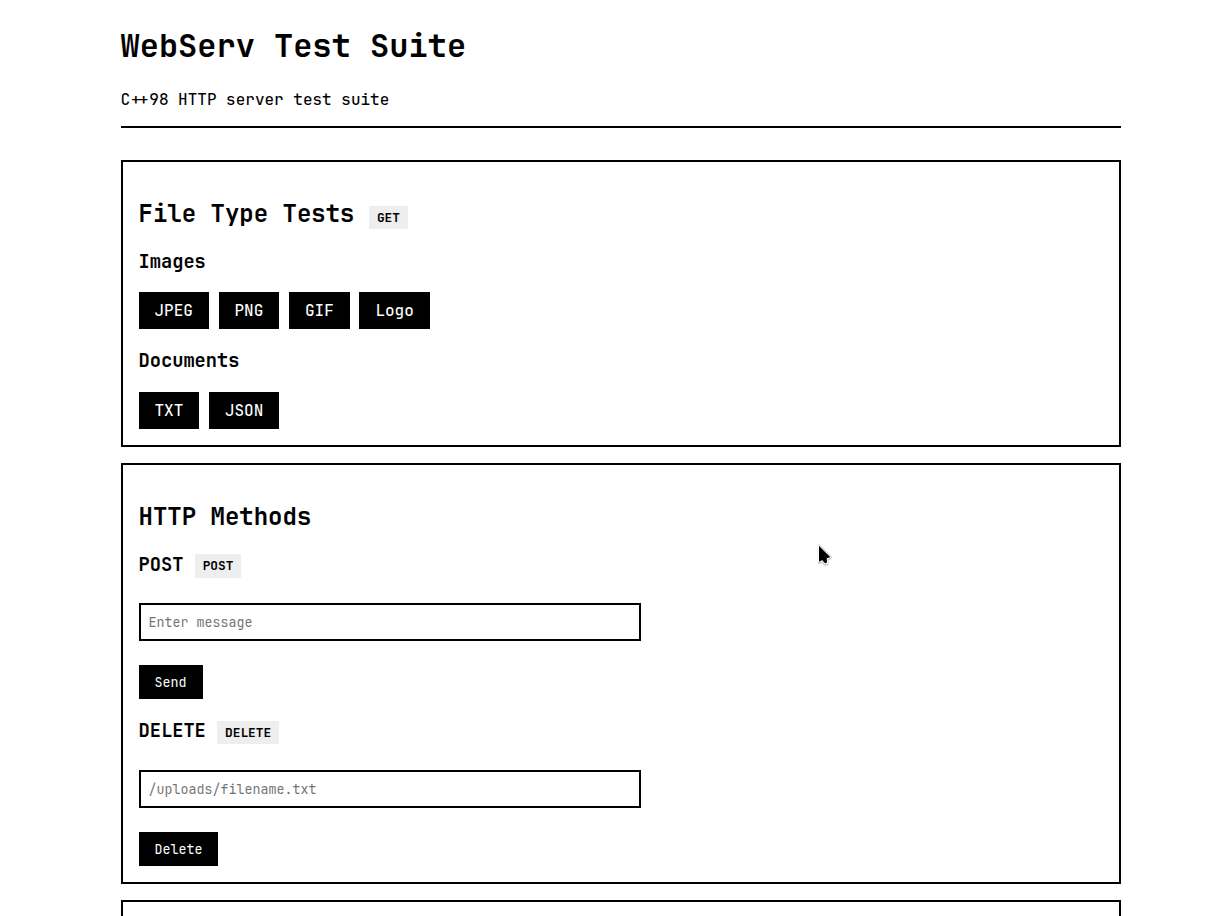 WebServ Test Suite
C++98 HTTP server test suite
File Type Tests GET
Images
JPEG PNG GIF Logo
Documents
TXT JSON
HTTP Methods
POST POST
Enter message
Send
DELETE DELETE
/uploads/filename.txt
Delete